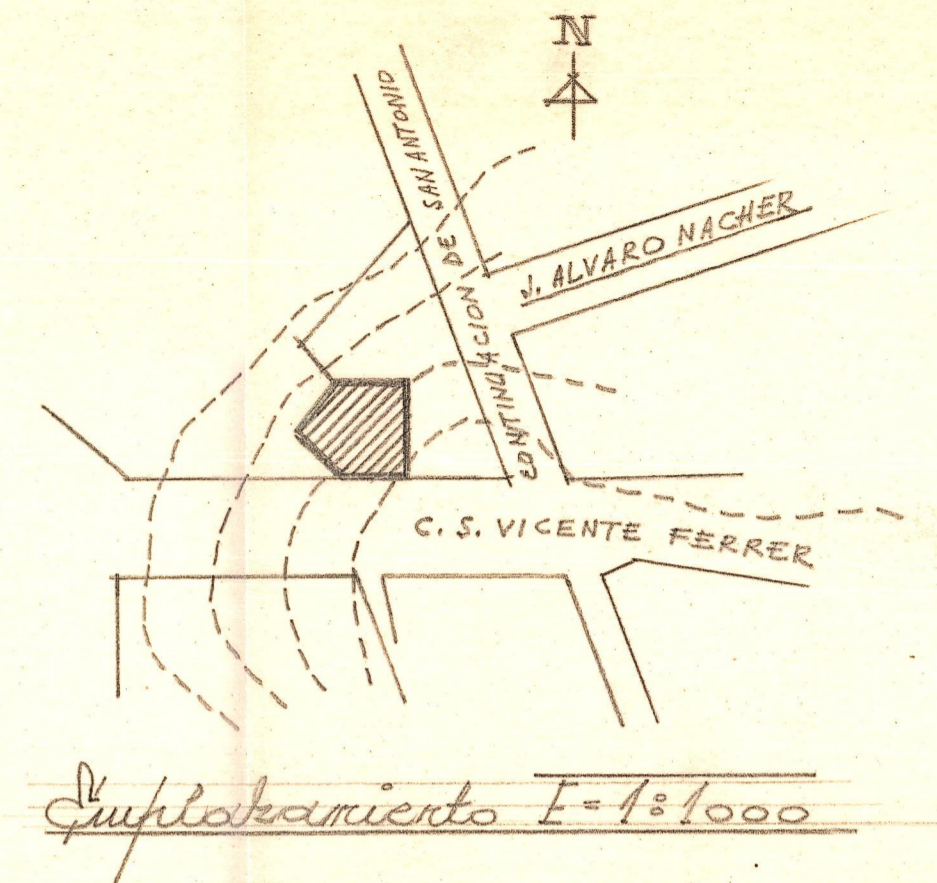 N
CONTINUACION DE SAN ANTONIO
J. ALVARO NACHER
C. S. VICENTE FERRER
Emplazamiento E=1:1000